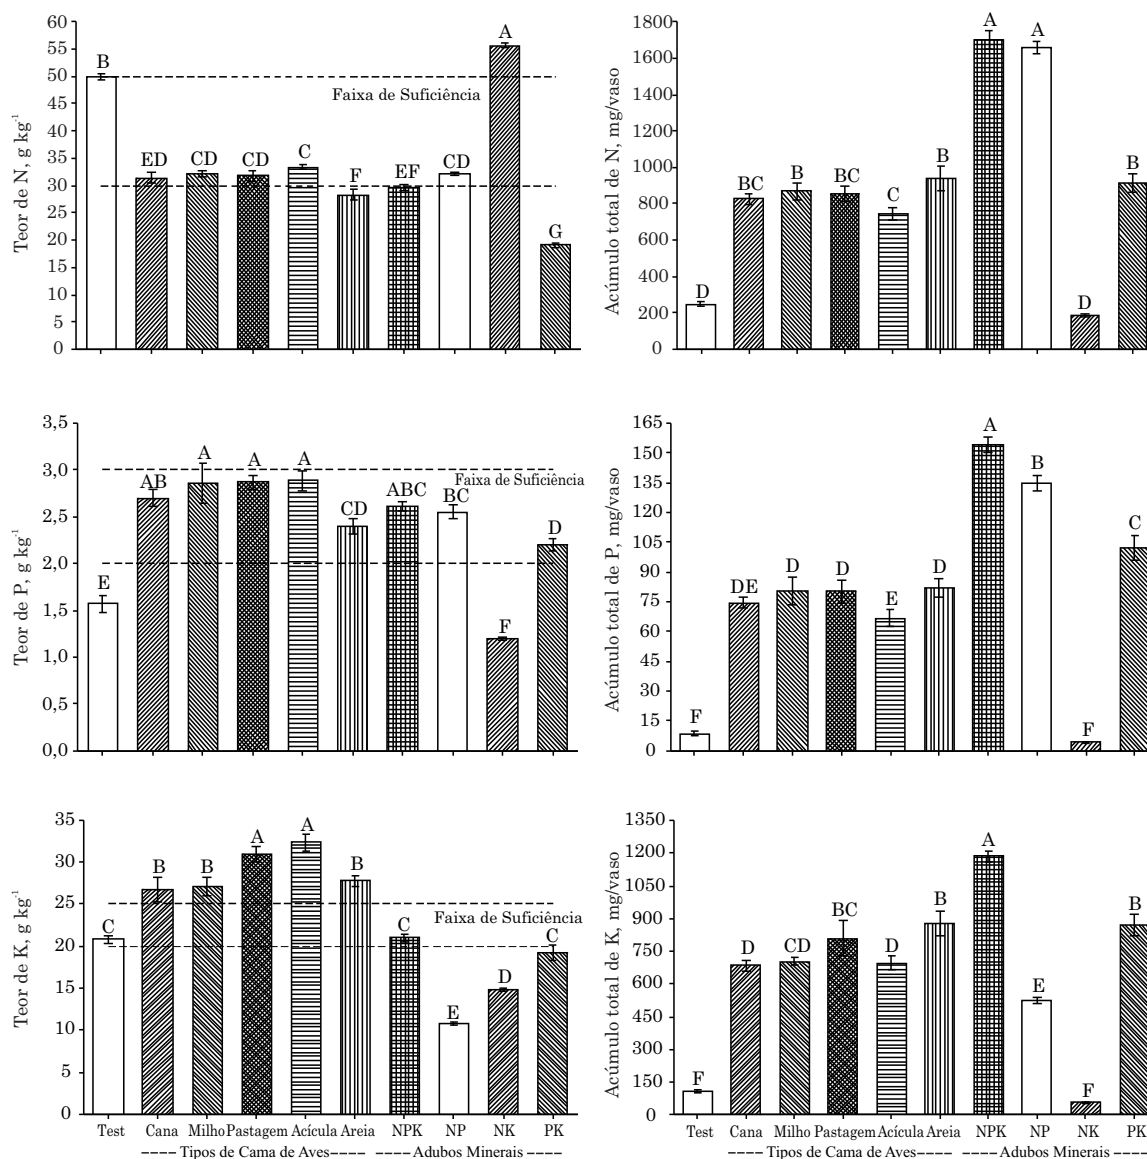 60
55
50
45
40
35
30
25
20
15
10
5
0
Teor de N, g kg⁻¹
B
ED
CD
CD
C
F
EF
CD
A
G
Faixa de Suficiência
1800
1600
1400
1200
1000
800
600
400
200
0
Acúmulo total de N, mg/vaso
D
BC
B
BC
C
B
A
A
D
B
3,5
3,0
2,5
2,0
1,5
1,0
0,5
0,0
Teor de P, g kg⁻¹
E
AB
A
A
A
CD
ABC
BC
F
D
Faixa de Suficiência
165
150
135
120
105
90
75
60
45
30
15
0
Acúmulo total de P, mg/vaso
F
DE
D
D
E
D
A
B
F
C
35
30
25
20
15
10
5
0
Teor de K, g kg⁻¹
C
B
B
A
A
B
C
E
D
C
Faixa de Suficiência
Test Cana Milho Pastagem Acícula Areia NPK NP NK PK
----Tipos de Cama de Aves---- ---Adubos Minerais---
1350
1200
1050
900
750
600
450
300
150
0
Acúmulo total de K, mg/vaso
F
D
CD
BC
D
B
A
E
F
B
Test Cana Milho Pastagem Acícula Areia NPK NP NK PK
----Tipos de Cama de Aves---- ---Adubos Minerais---